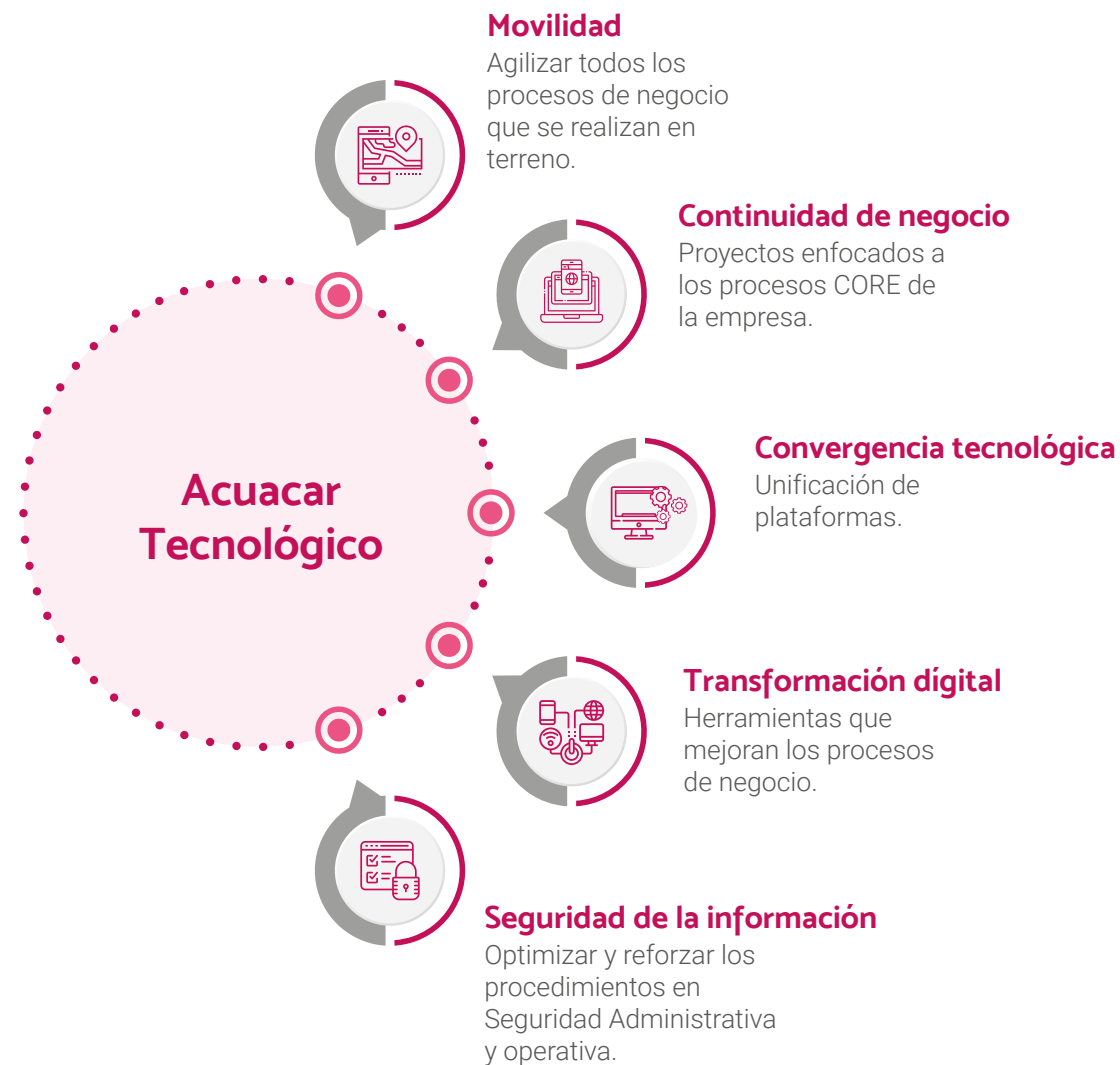 Movilidad
Agilizar todos los
procesos de negocio
que se realizan en
terreno.
Continuidad de negocio
Proyectos enfocados a
los procesos CORE de
la empresa.
Acuacar
Tecnológico
Convergencia tecnológica
Unificación de
plataformas.
Transformación dígital
Herramientas que
mejoran los procesos
de negocio.
Seguridad de la información
Optimizar y reforzar los
procedimientos en
Seguridad Administrativa
y operativa.